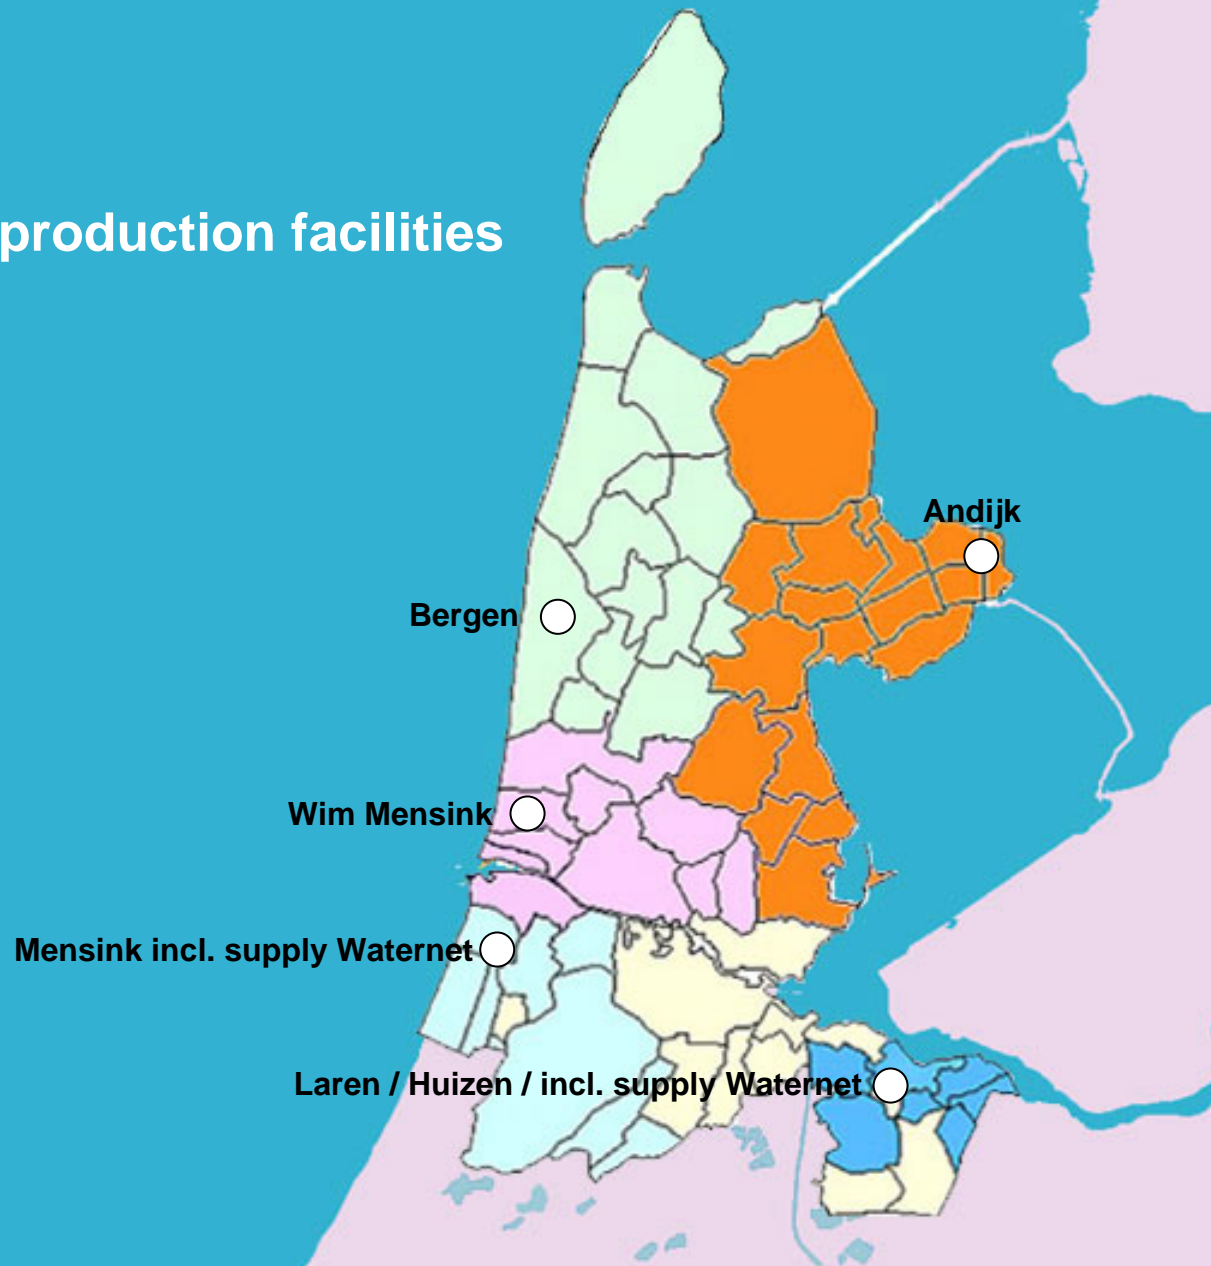 production facilities
Andijk
Bergen
Wim Mensink
Mensink incl. supply Waternet
Laren / Huizen / incl. supply Waternet